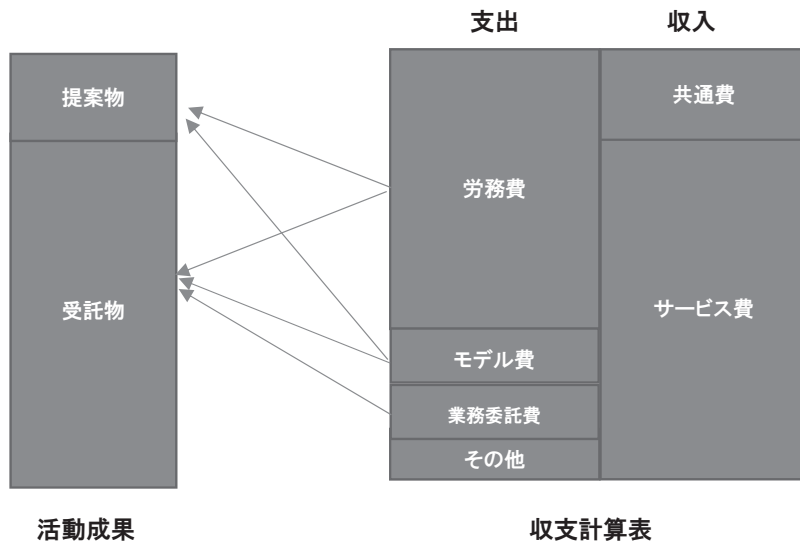 支出
収入
提案物
受託物
労務費
モデル費
業務委託費
その他
共通費
サービス費
活動成果
収支計算表